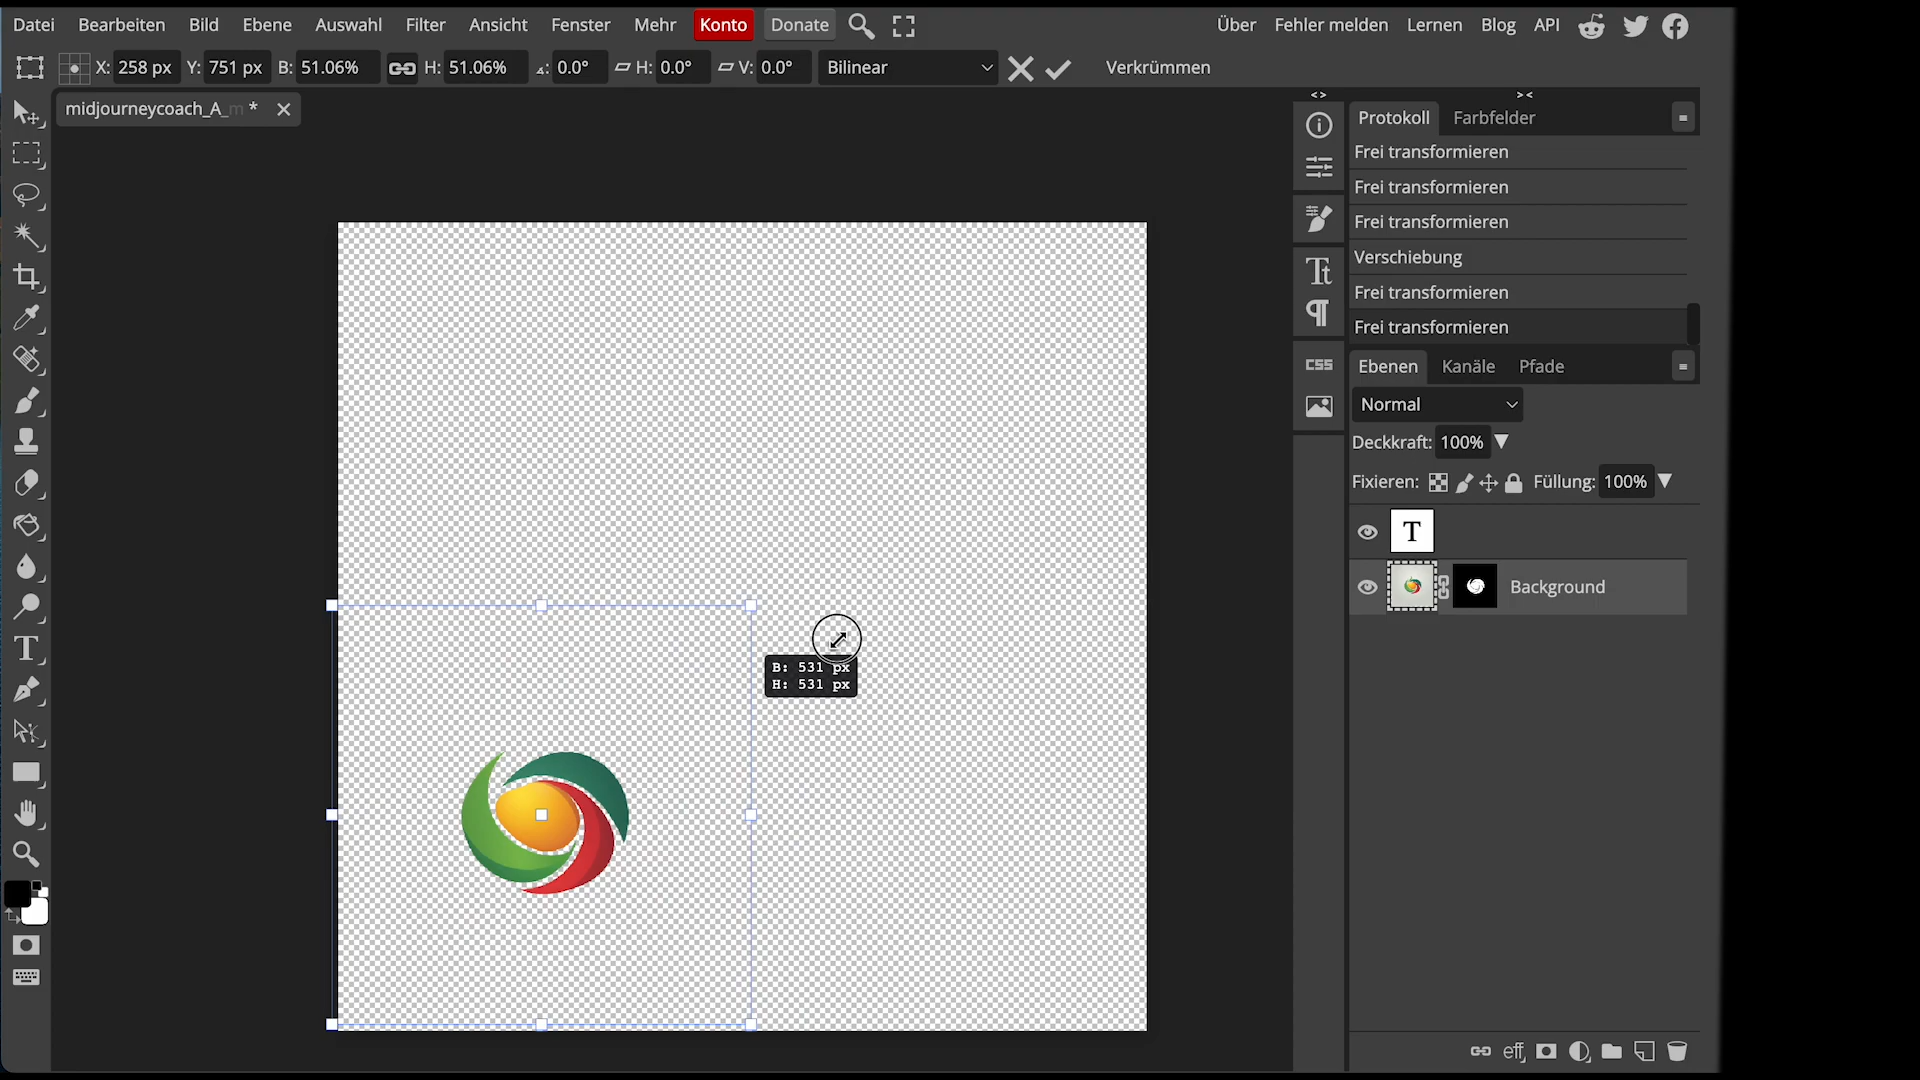 Datei Bearbeiten Bild Ebene Auswahl Filter Ansicht Fenster Mehr Konto Donate Über Fehler melden Lernen Blog API
X: 258 px Y: 751 px B: 51.06% H: 51.06% 0.0° H: 0.0° V: 0.0° Bilinear Verkrümmen
midjourneycoach_A_m *
Protokoll Farbfelder
Frei transformieren
Frei transformieren
Frei transformieren
Verschiebung
Frei transformieren
Frei transformieren
CSS
Ebenen Kanäle Pfade
Normal
Deckkraft: 100%
Fixieren: Füllung: 100%
T
Background
B: 531 px
H: 531 px
eff